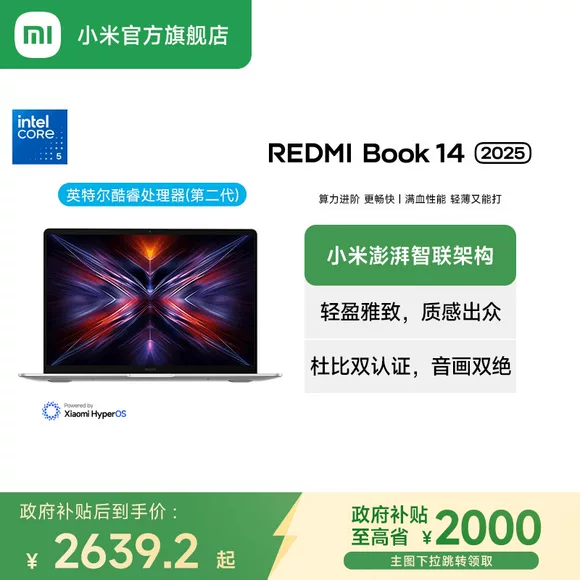 小米官方旗舰店
intel
CORE
5
REDMI Book 14 2025
英特尔酷睿处理器(第二代)
算力进阶 更畅快 | 满血性能 轻薄又能打
小米澎湃智联架构
轻盈雅致，质感出众
杜比双认证，音画双绝
Powered by
Xiaomi HyperOS
政府补贴后到手价：
¥ 2639.2 起
政府补贴
至高省 ¥2000
主图下拉跳转领取